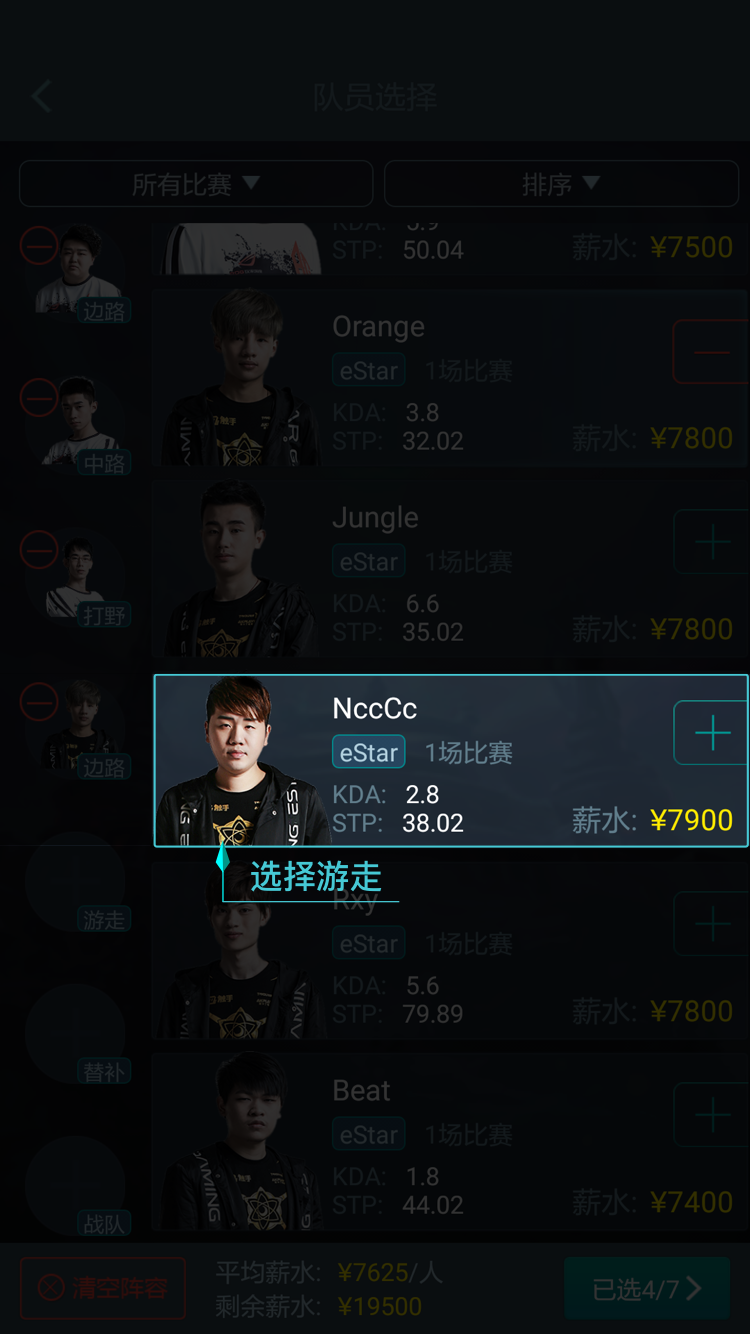 队员选择
所有比赛
排序
KDA: 5.9
STP: 50.04
薪水: ¥7500
边路
Orange
eStar 1场比赛
KDA: 3.8
STP: 32.02
薪水: ¥7800
中路
Jungle
eStar 1场比赛
KDA: 6.6
STP: 35.02
薪水: ¥7800
打野
NccCc
eStar 1场比赛
KDA: 2.8
STP: 38.02
薪水: ¥7900
边路
选择游走
Rxy
eStar 1场比赛
KDA: 5.6
STP: 79.89
薪水: ¥7800
游走
Beat
eStar 1场比赛
KDA: 1.8
STP: 44.02
薪水: ¥7400
替补
战队
清空阵容
平均薪水: ¥7625/人
剩余薪水: ¥19500
已选4/7